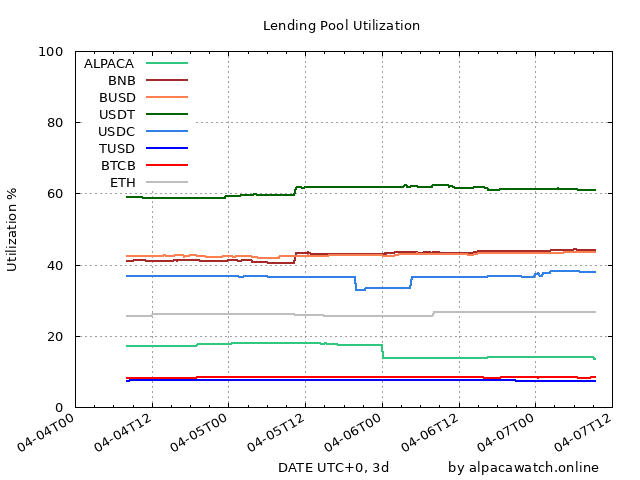 Lending Pool Utilization
Utilization %
100
80
60
40
20
0
ALPACA
BNB
BUSD
USDT
USDC
TUSD
BTCB
ETH
04-04T00
04-04T12
04-05T00
04-05T12
04-06T00
04-06T12
04-07T00
04-07T12
DATE UTC+0, 3d
by alpacawatch.online